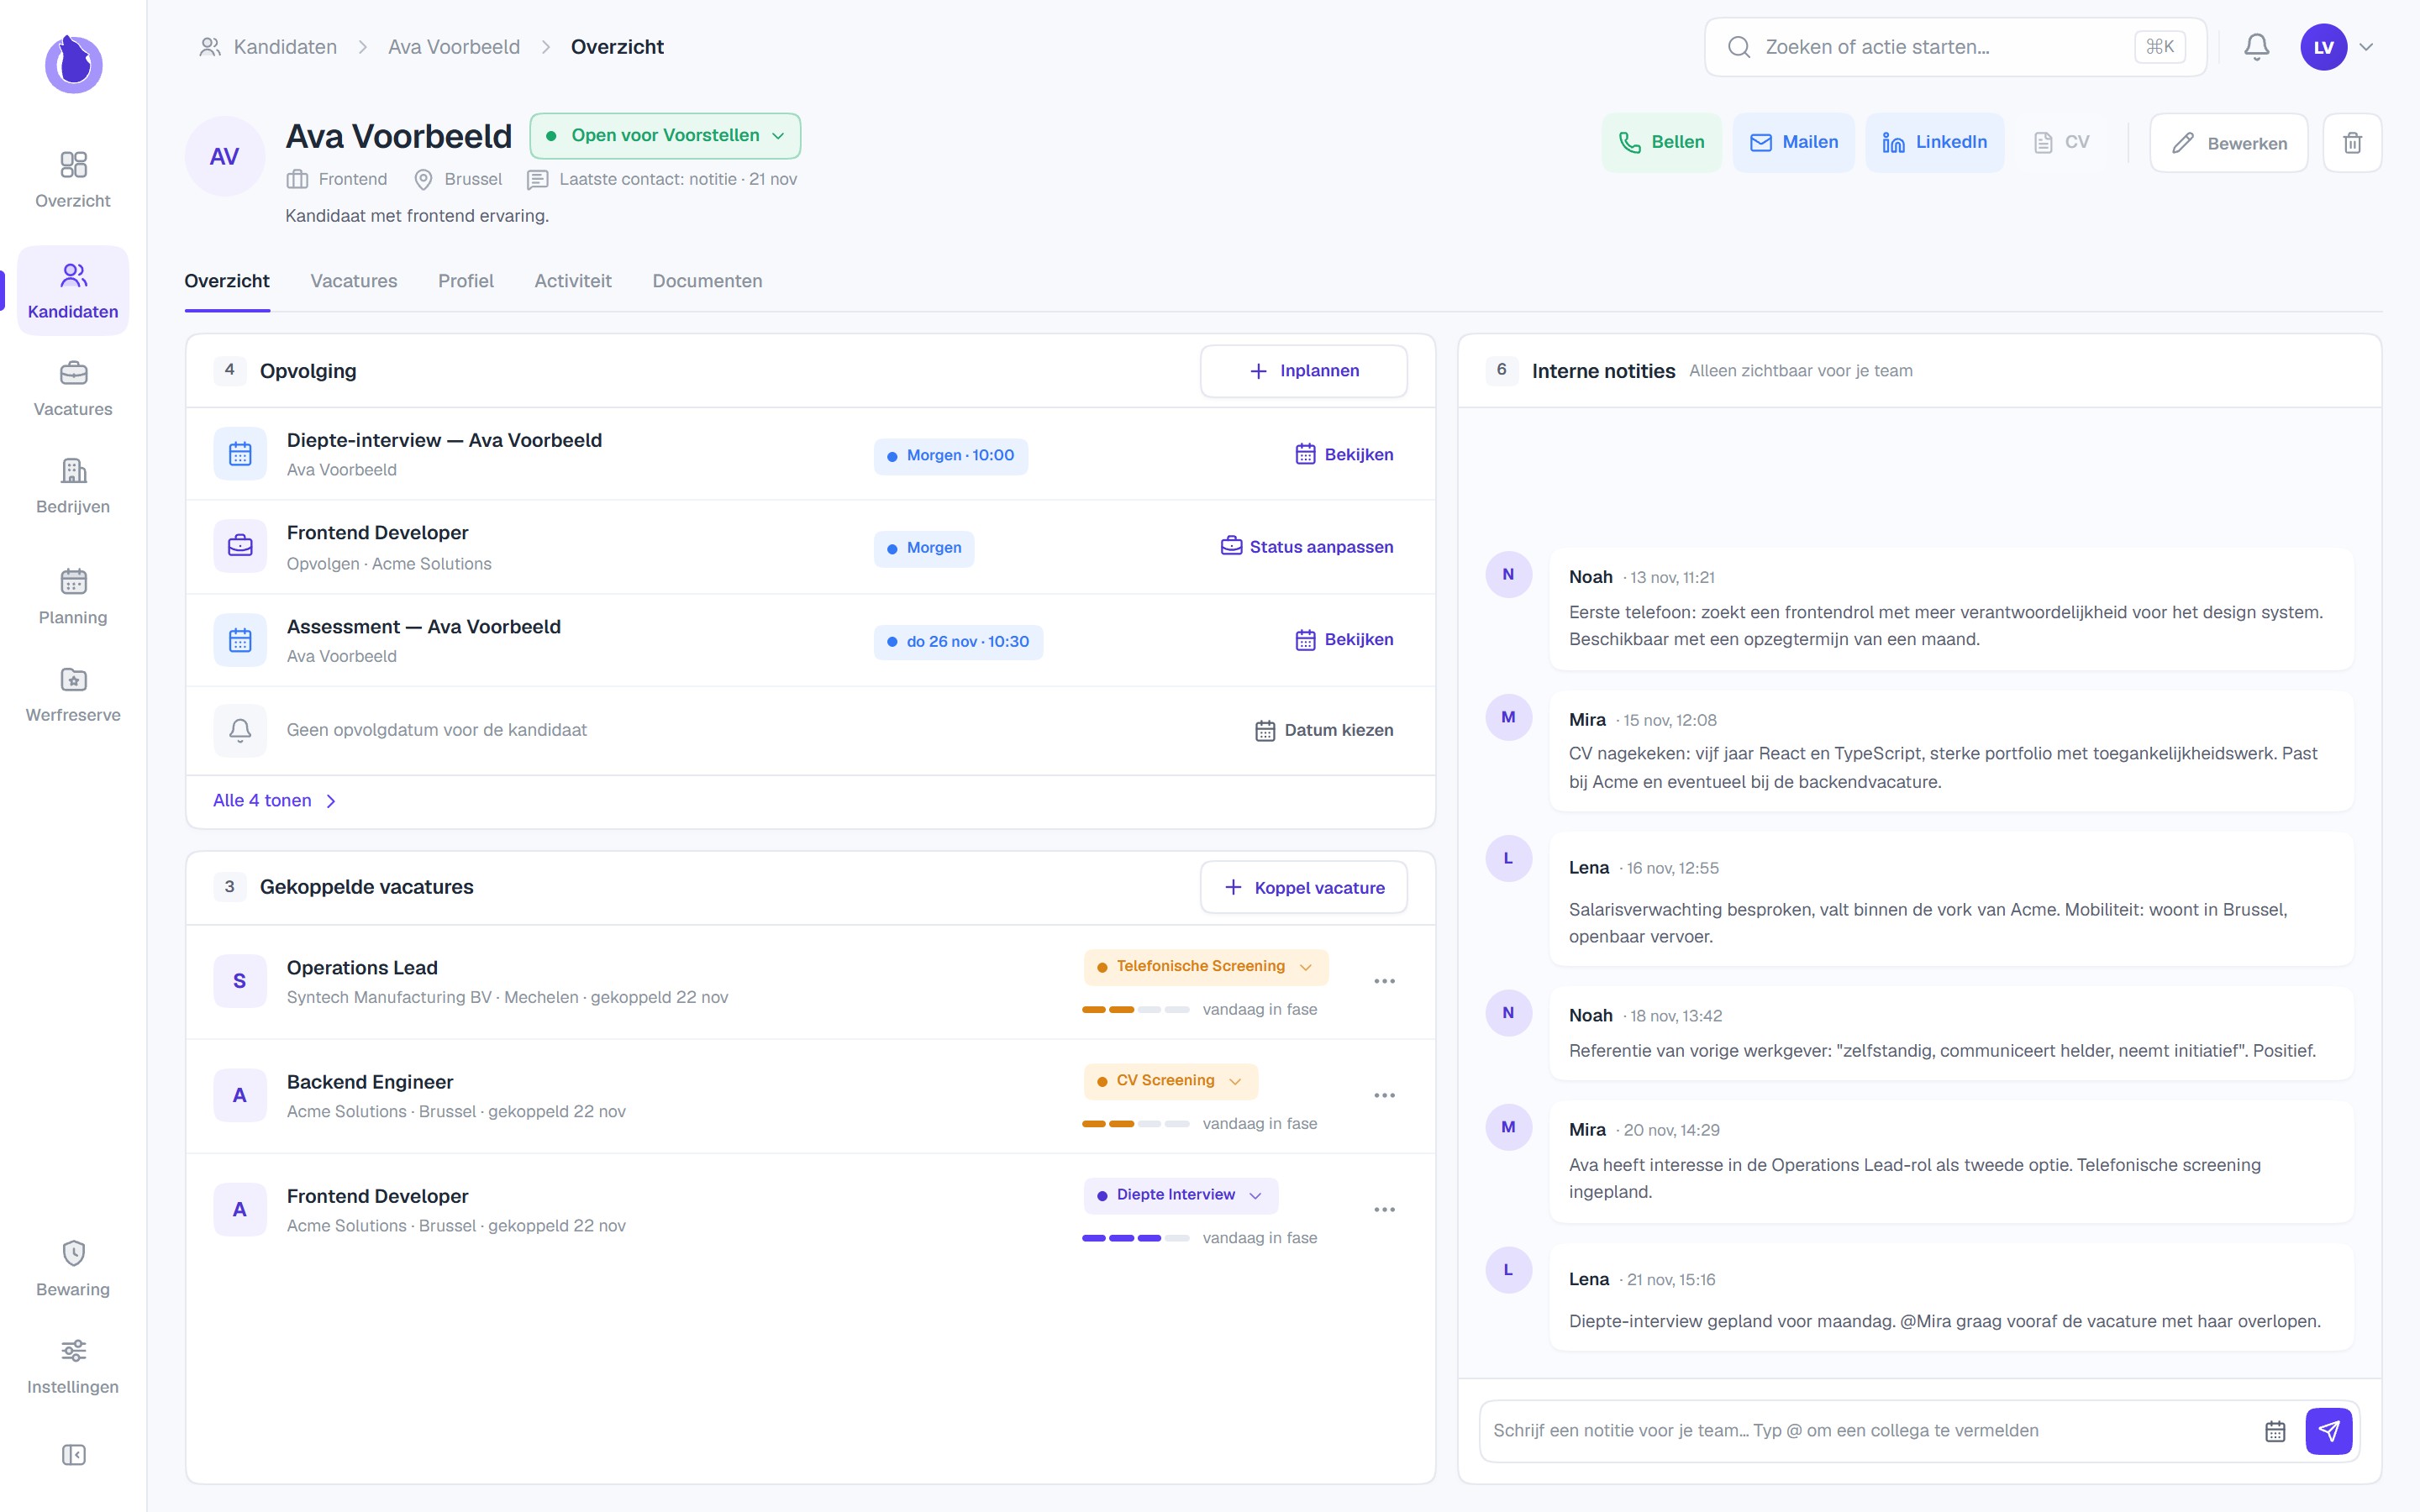 Kandidaten
Ava Voorbeeld
Overzicht
Zoeken of actie starten...
⌘K
LV
Overzicht
Kandidaten
Vacatures
Bedrijven
Planning
Werfreserve
Bewaring
Instellingen
AV
Ava Voorbeeld
Open voor Voorstellen
Frontend
Brussel
Laatste contact: notitie · 21 nov
Kandidaat met frontend ervaring.
Bellen
Mailen
LinkedIn
CV
Bewerken
Overzicht
Vacatures
Profiel
Activiteit
Documenten
4
Opvolging
Inplannen
Diepte-interview — Ava Voorbeeld
Ava Voorbeeld
Morgen · 10:00
Bekijken
Frontend Developer
Opvolgen · Acme Solutions
Morgen
Status aanpassen
Assessment — Ava Voorbeeld
Ava Voorbeeld
do 26 nov · 10:30
Bekijken
Geen opvolgdatum voor de kandidaat
Datum kiezen
Alle 4 tonen
3
Gekoppelde vacatures
Koppel vacature
S
Operations Lead
Syntech Manufacturing BV · Mechelen · gekoppeld 22 nov
Telefonische Screening
vandaag in fase
A
Backend Engineer
Acme Solutions · Brussel · gekoppeld 22 nov
CV Screening
vandaag in fase
A
Frontend Developer
Acme Solutions · Brussel · gekoppeld 22 nov
Diepte Interview
vandaag in fase
6
Interne notities
Alleen zichtbaar voor je team
N
Noah · 13 nov, 11:21
Eerste telefoon: zoekt een frontendrol met meer verantwoordelijkheid voor het design system.
Beschikbaar met een opzegtermijn van een maand.
M
Mira · 15 nov, 12:08
CV nagekeken: vijf jaar React en TypeScript, sterke portfolio met toegankelijkheidswerk. Past
bij Acme en eventueel bij de backendvacature.
L
Lena · 16 nov, 12:55
Salarisverwachting besproken, valt binnen de vork van Acme. Mobiliteit: woont in Brussel,
openbaar vervoer.
N
Noah · 18 nov, 13:42
Referentie van vorige werkgever: "zelfstandig, communiceert helder, neemt initiatief". Positief.
M
Mira · 20 nov, 14:29
Ava heeft interesse in de Operations Lead-rol als tweede optie. Telefonische screening
ingepland.
L
Lena · 21 nov, 15:16
Diepte-interview gepland voor maandag. @Mira graag vooraf de vacature met haar overlopen.
Schrijf een notitie voor je team... Typ @ om een collega te vermelden